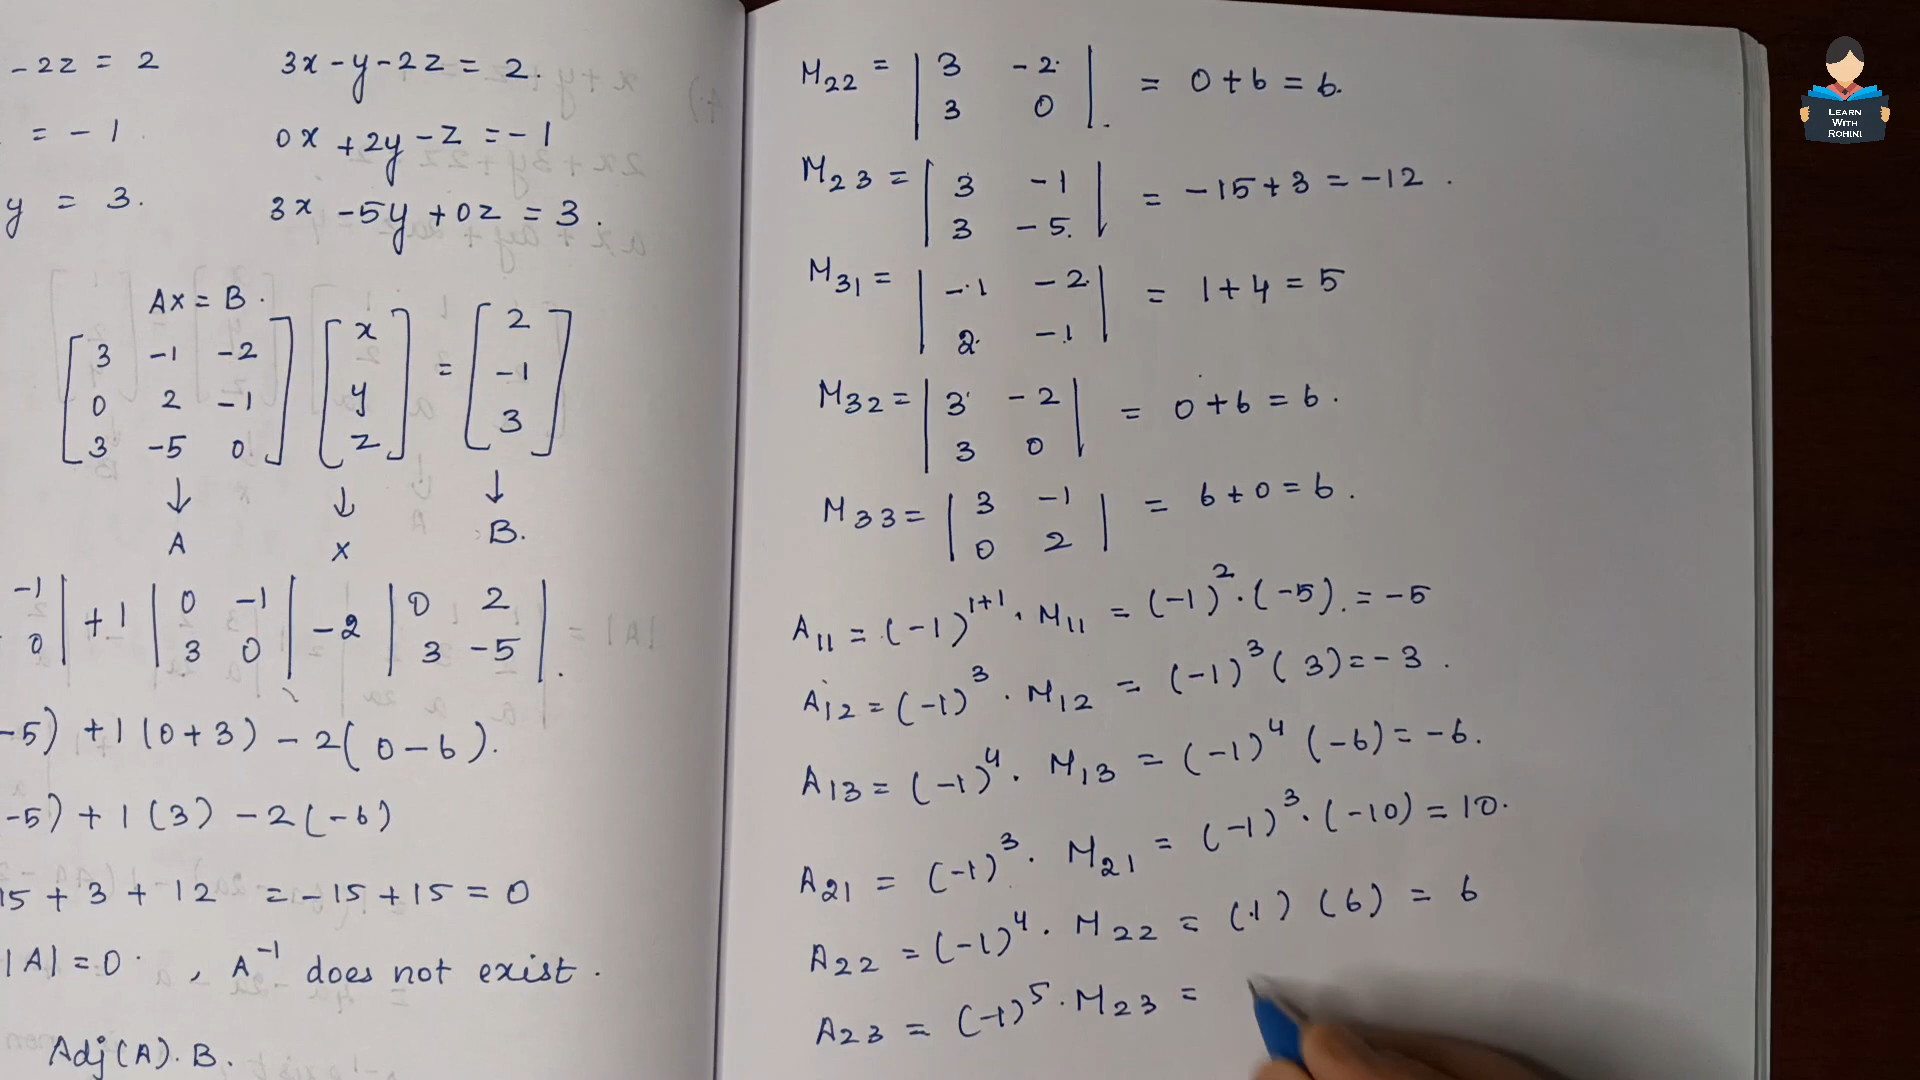 -2z = 2
= -1
y = 3.
3x - y - 2z = 2.
0x + 2y - z = -1
3x - 5y + 0z = 3.
AX = B.
[3 -1 -2] [x] = [2]
[0 2 -1] [y] [-1]
[3 -5 0] [z] [3]
↓ ↓ ↓
A X B.
-1| +1 |0 -1| -2 |0 2|
0| |3 0| |3 -5|.
-5) + 1(0+3) - 2(0-6).
-5) + 1(3) - 2(-6)
15 + 3 + 12 = -15 + 15 = 0
|A| = 0. , A^-1 does not exist.
Adj(A). B.
M22 = |3 -2| = 0+6 = 6.
|3 0|
M23 = |3 -1| = -15+3 = -12.
|3 -5|
M31 = |-1 -2| = 1+4 = 5
|2 -1|
M32 = |3 -2| = 0+6 = 6.
|3 0|
M33 = |3 -1| = 6+0 = 6.
|0 2|
A11 = (-1)^1+1 . M11 = (-1)^2 . (-5). = -5
A12 = (-1)^3 . M12 = (-1)^3 (3) = -3.
A13 = (-1)^4 . M13 = (-1)^4 (-6) = -6.
A21 = (-1)^3 . M21 = (-1)^3 . (-10) = 10.
A22 = (-1)^4 . M22 = (1) (6) = 6
A23 = (-1)^5 . M23 =
LEARN
WITH
ROHINI